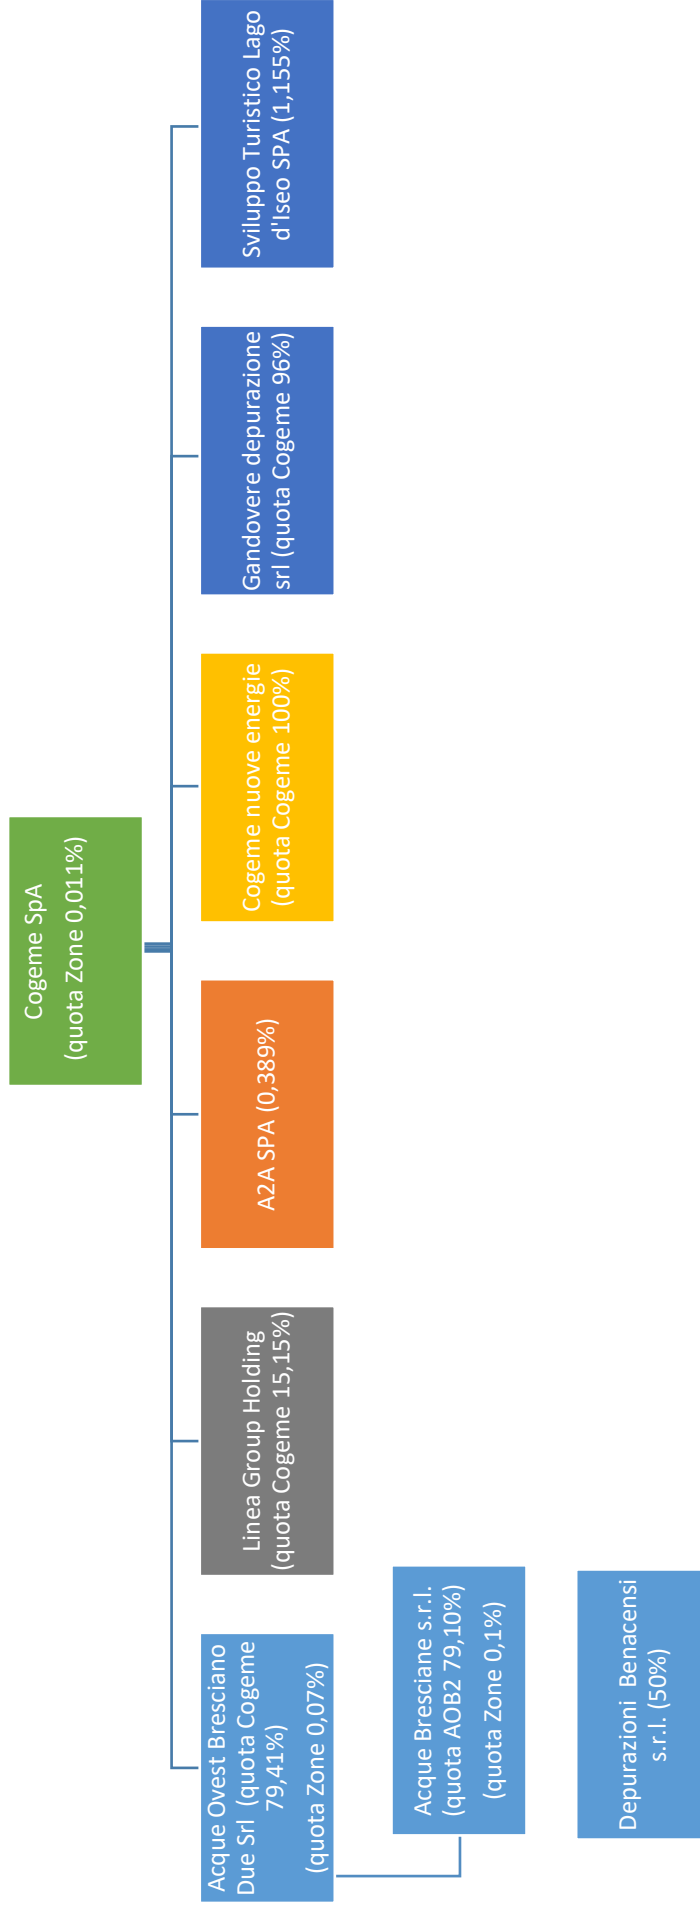 Cogeme SpA
(quota Zone 0,011%)
Acque Ovest Bresciano
Due Srl (quota Cogeme
79,41%)
(quota Zone 0,07%)
Linea Group Holding
(quota Cogeme 15,15%)
A2A SPA (0,389%)
Cogeme nuove energie
(quota Cogeme 100%)
Gandovere depurazione
srl (quota Cogeme 96%)
Sviluppo Turistico Lago
d'Iseo SPA (1,155%)
Acque Bresciane s.r.l.
(quota AOB2 79,10%)
(quota Zone 0,1%)
Depurazioni Benacensi
s.r.l. (50%)